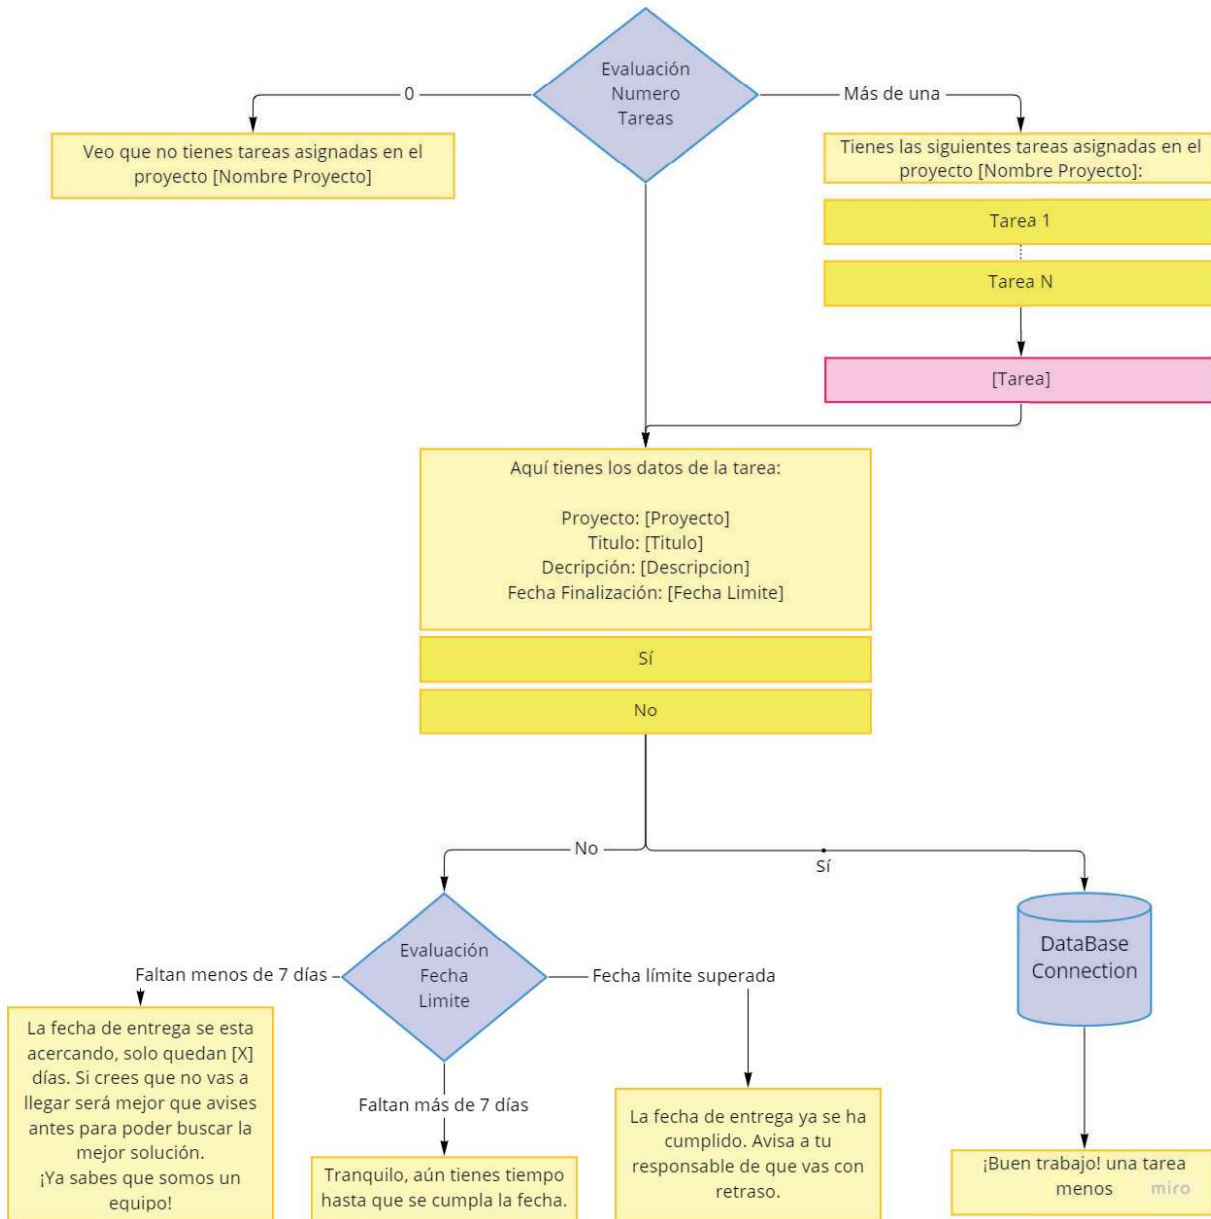 Evaluación
Numero
Tareas
0
Más de una
Veo que no tienes tareas asignadas en el
proyecto [Nombre Proyecto]
Tienes las siguientes tareas asignadas en el
proyecto [Nombre Proyecto]:
Tarea 1
Tarea N
[Tarea]
Aquí tienes los datos de la tarea:
Proyecto: [Proyecto]
Titulo: [Titulo]
Decripción: [Descripcion]
Fecha Finalización: [Fecha Limite]
Sí
No
No
Sí
Evaluación
Fecha
Limite
DataBase
Connection
Faltan menos de 7 días
Fecha límite superada
La fecha de entrega se esta
acercando, solo quedan [X]
días. Si crees que no vas a
llegar será mejor que avises
antes para poder buscar la
mejor solución.
¡Ya sabes que somos un
equipo!
Faltan más de 7 días
Tranquilo, aún tienes tiempo
hasta que se cumpla la fecha.
La fecha de entrega ya se ha
cumplido. Avisa a tu
responsable de que vas con
retraso.
¡Buen trabajo! una tarea
menos
miro